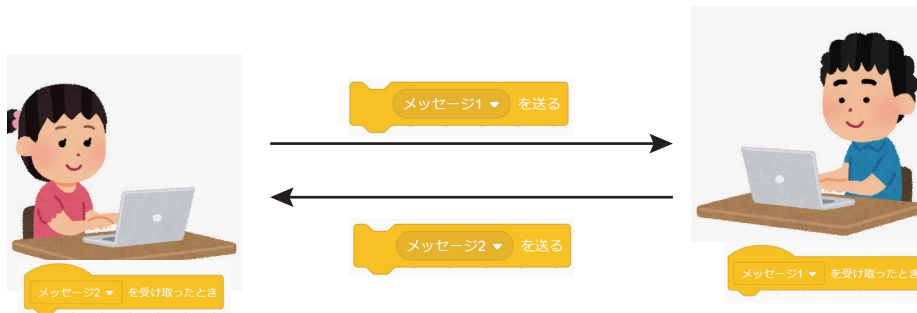 メッセージ1 を送る
メッセージ2 を送る
メッセージ2 を受け取ったとき
メッセージ1 を受け取ったとき